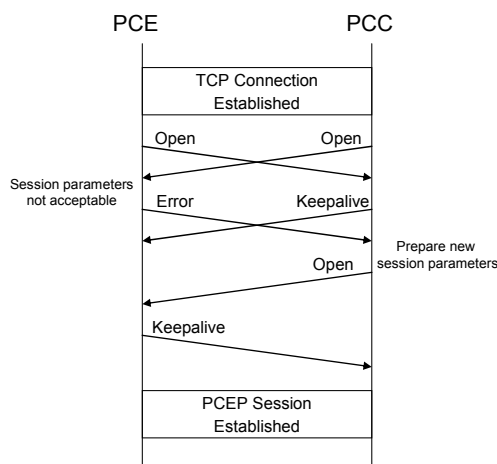 PCE
PCC
TCP Connection
Established
Open
Open
Session parameters
not acceptable
Error
Keepalive
Prepare new
session parameters
Open
Keepalive
PCEP Session
Established